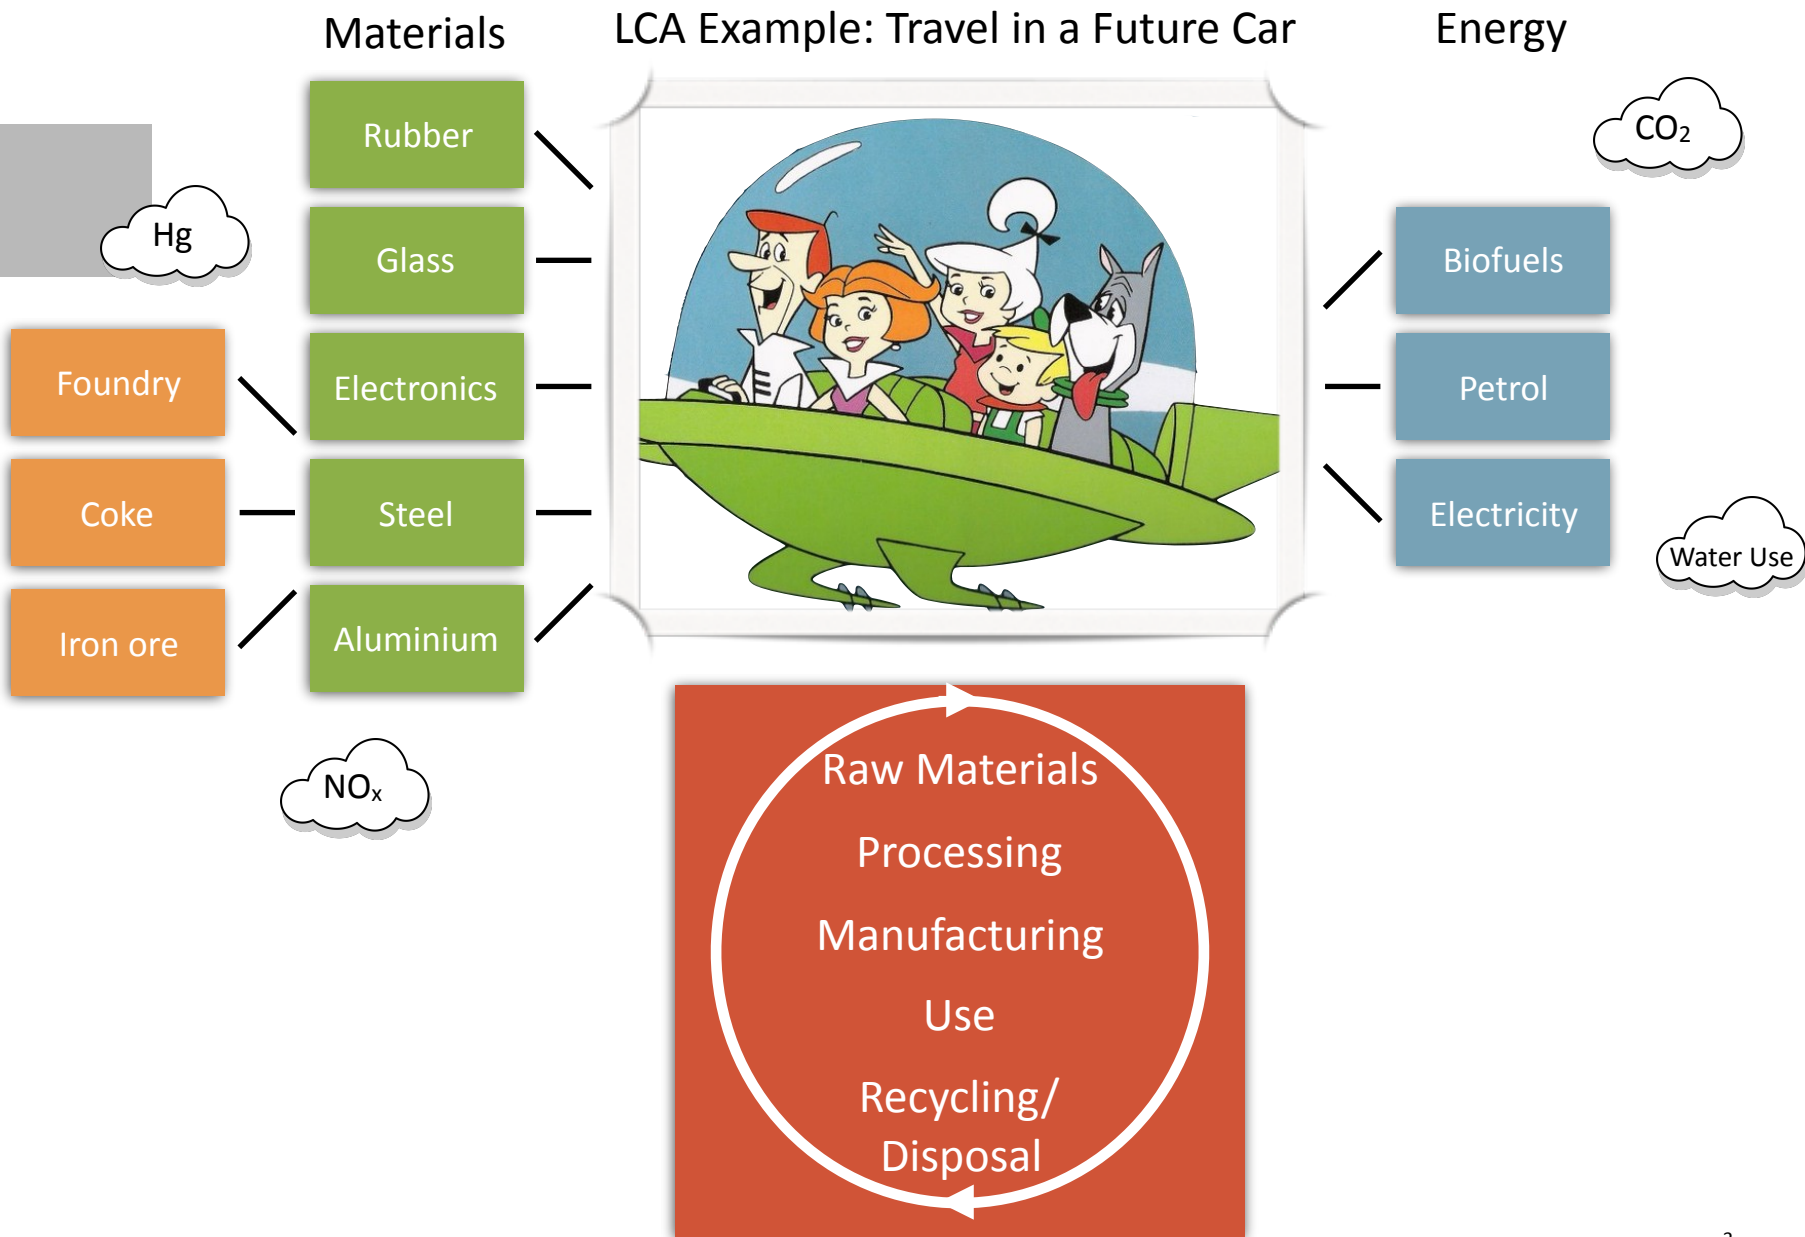 Materials
LCA Example: Travel in a Future Car
Energy
Rubber
Glass
Electronics
Steel
Aluminium
Foundry
Coke
Iron ore
Hg
NOₓ
Biofuels
Petrol
Electricity
CO₂
Water Use
Raw Materials
Processing
Manufacturing
Use
Recycling/
Disposal